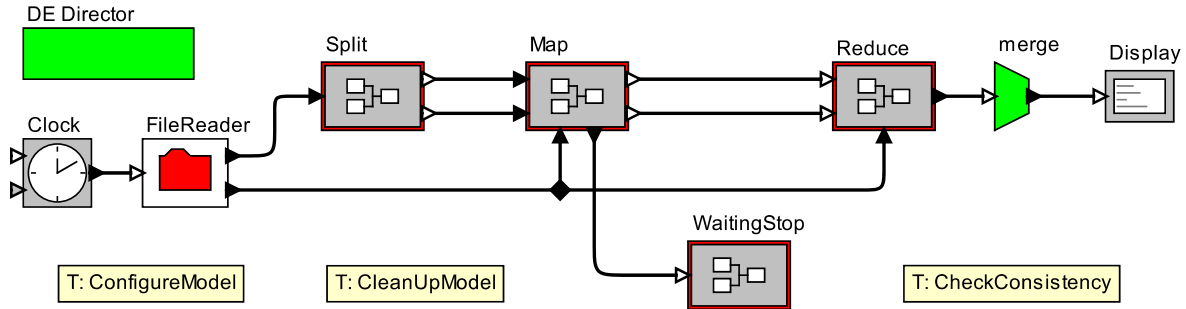 DE Director
Split
Map
Reduce
merge
Display
Clock
FileReader
WaitingStop
T: ConfigureModel
T: CleanUpModel
T: CheckConsistency